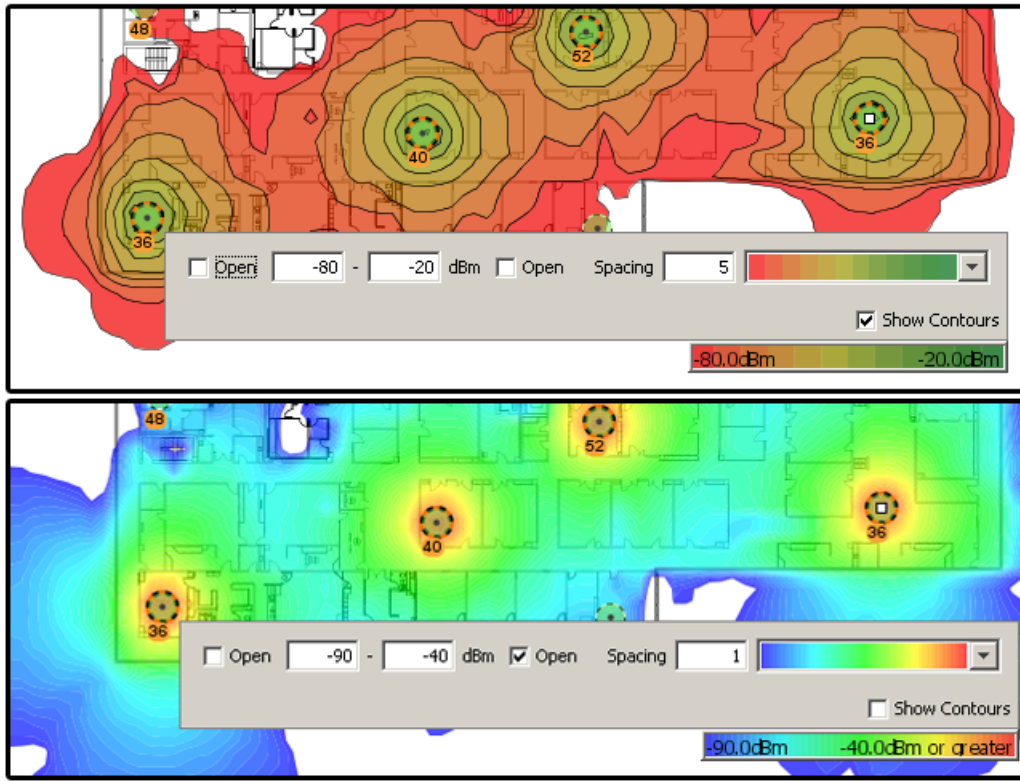 48
52
40
36
36
Open -80 - -20 dBm Open Spacing 5
Show Contours
-80.0dBm -20.0dBm
48
52
40
36
36
Open -90 - -40 dBm Open Spacing 1
Show Contours
-90.0dBm -40.0dBm or greater